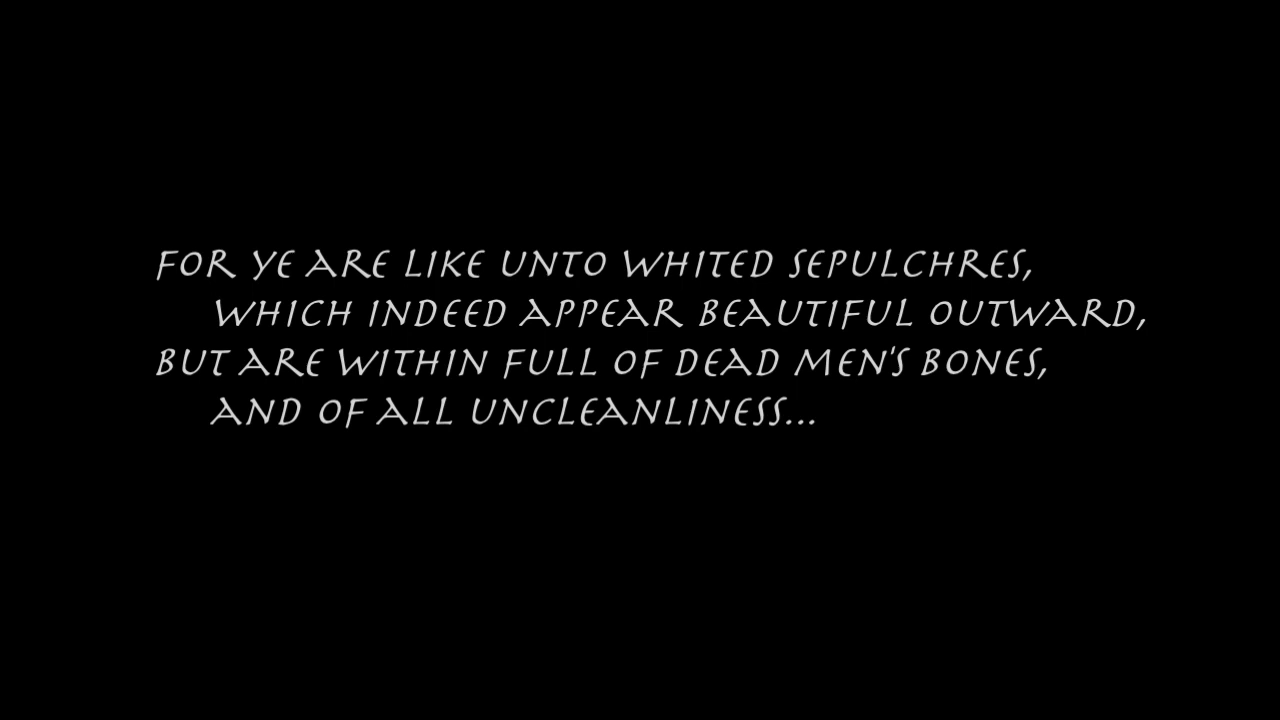 FOR YE ARE LIKE UNTO WHITED SEPULCHRES,
WHICH INDEED APPEAR BEAUTIFUL OUTWARD,
BUT ARE WITHIN FULL OF DEAD MEN'S BONES,
AND OF ALL UNCLEANLINESS...